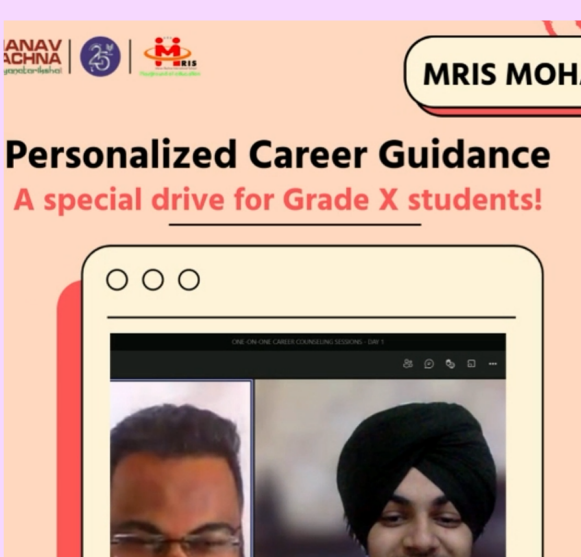 ANAV
ACHNA
25
MRIS
MRIS MOHA
Personalized Career Guidance
A special drive for Grade X students!
ONE-ON-ONE CAREER COUNSELING SESSIONS - DAY 1